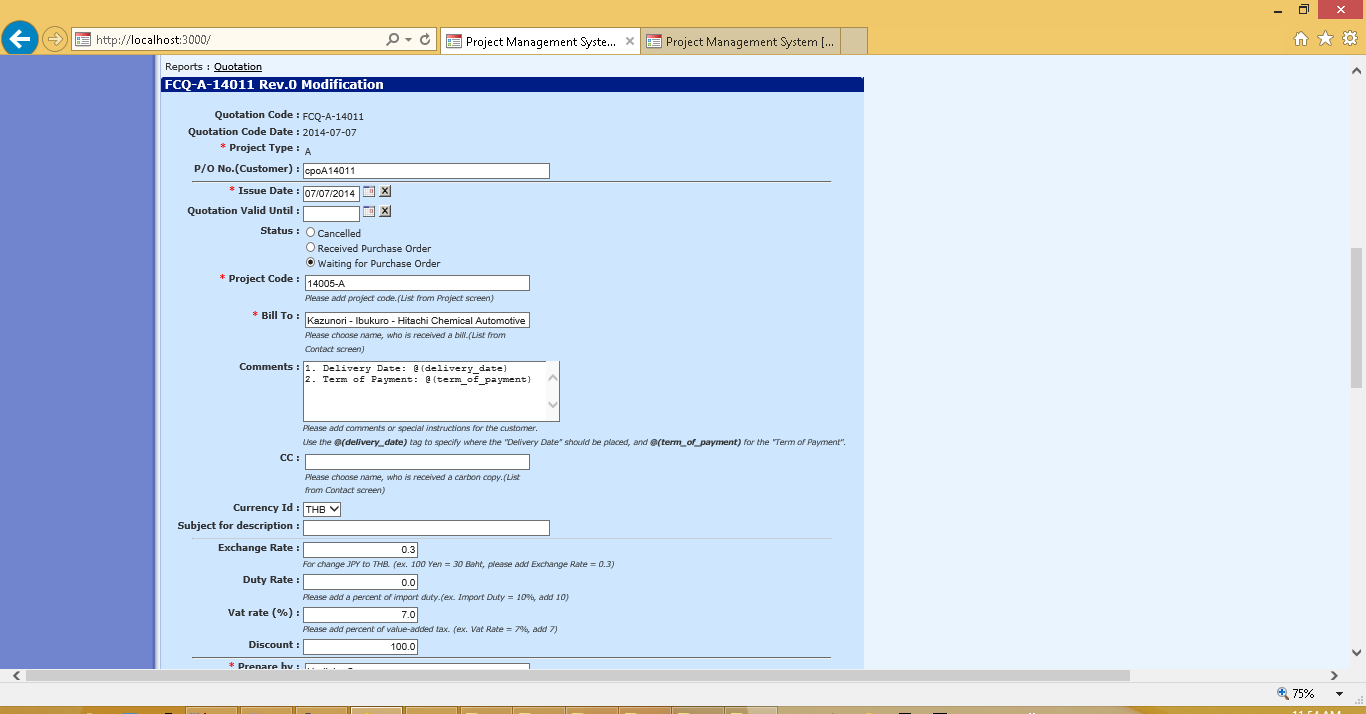 http://localhost:3000/
Project Management Syste...
Project Management System [...
Reports : Quotation
FCQ-A-14011 Rev.0 Modification
Quotation Code : FCQ-A-14011
Quotation Code Date : 2014-07-07
* Project Type : A
P/O No.(Customer) : cpoA14011
* Issue Date : 07/07/2014
Quotation Valid Until :
Status : Cancelled
Received Purchase Order
Waiting for Purchase Order
* Project Code : 14005-A
Please add project code.(List from Project screen)
* Bill To : Kazunori - Ibukuro - Hitachi Chemical Automotive
Please choose name, who is received a bill.(List from
Contact screen)
Comments : 1. Delivery Date: @(delivery_date)
2. Term of Payment: @(term_of_payment)
Please add comments or special instructions for the customer.
Use the @(delivery_date) tag to specify where the "Delivery Date" should be placed, and @(term_of_payment) for the "Term of Payment".
CC :
Please choose name, who is received a carbon copy.(List
from Contact screen)
Currency Id : THB
Subject for description :
Exchange Rate : 0.3
For change JPY to THB. (ex. 100 Yen = 30 Baht, please add Exchange Rate = 0.3)
Duty Rate : 0.0
Please add a percent of import duty.(ex. Import Duty = 10%, add 10)
Vat rate (%) : 7.0
Please add percent of value-added tax. (ex. Vat Rate = 7%, add 7)
Discount : 100.0
* Prepare by :
75%